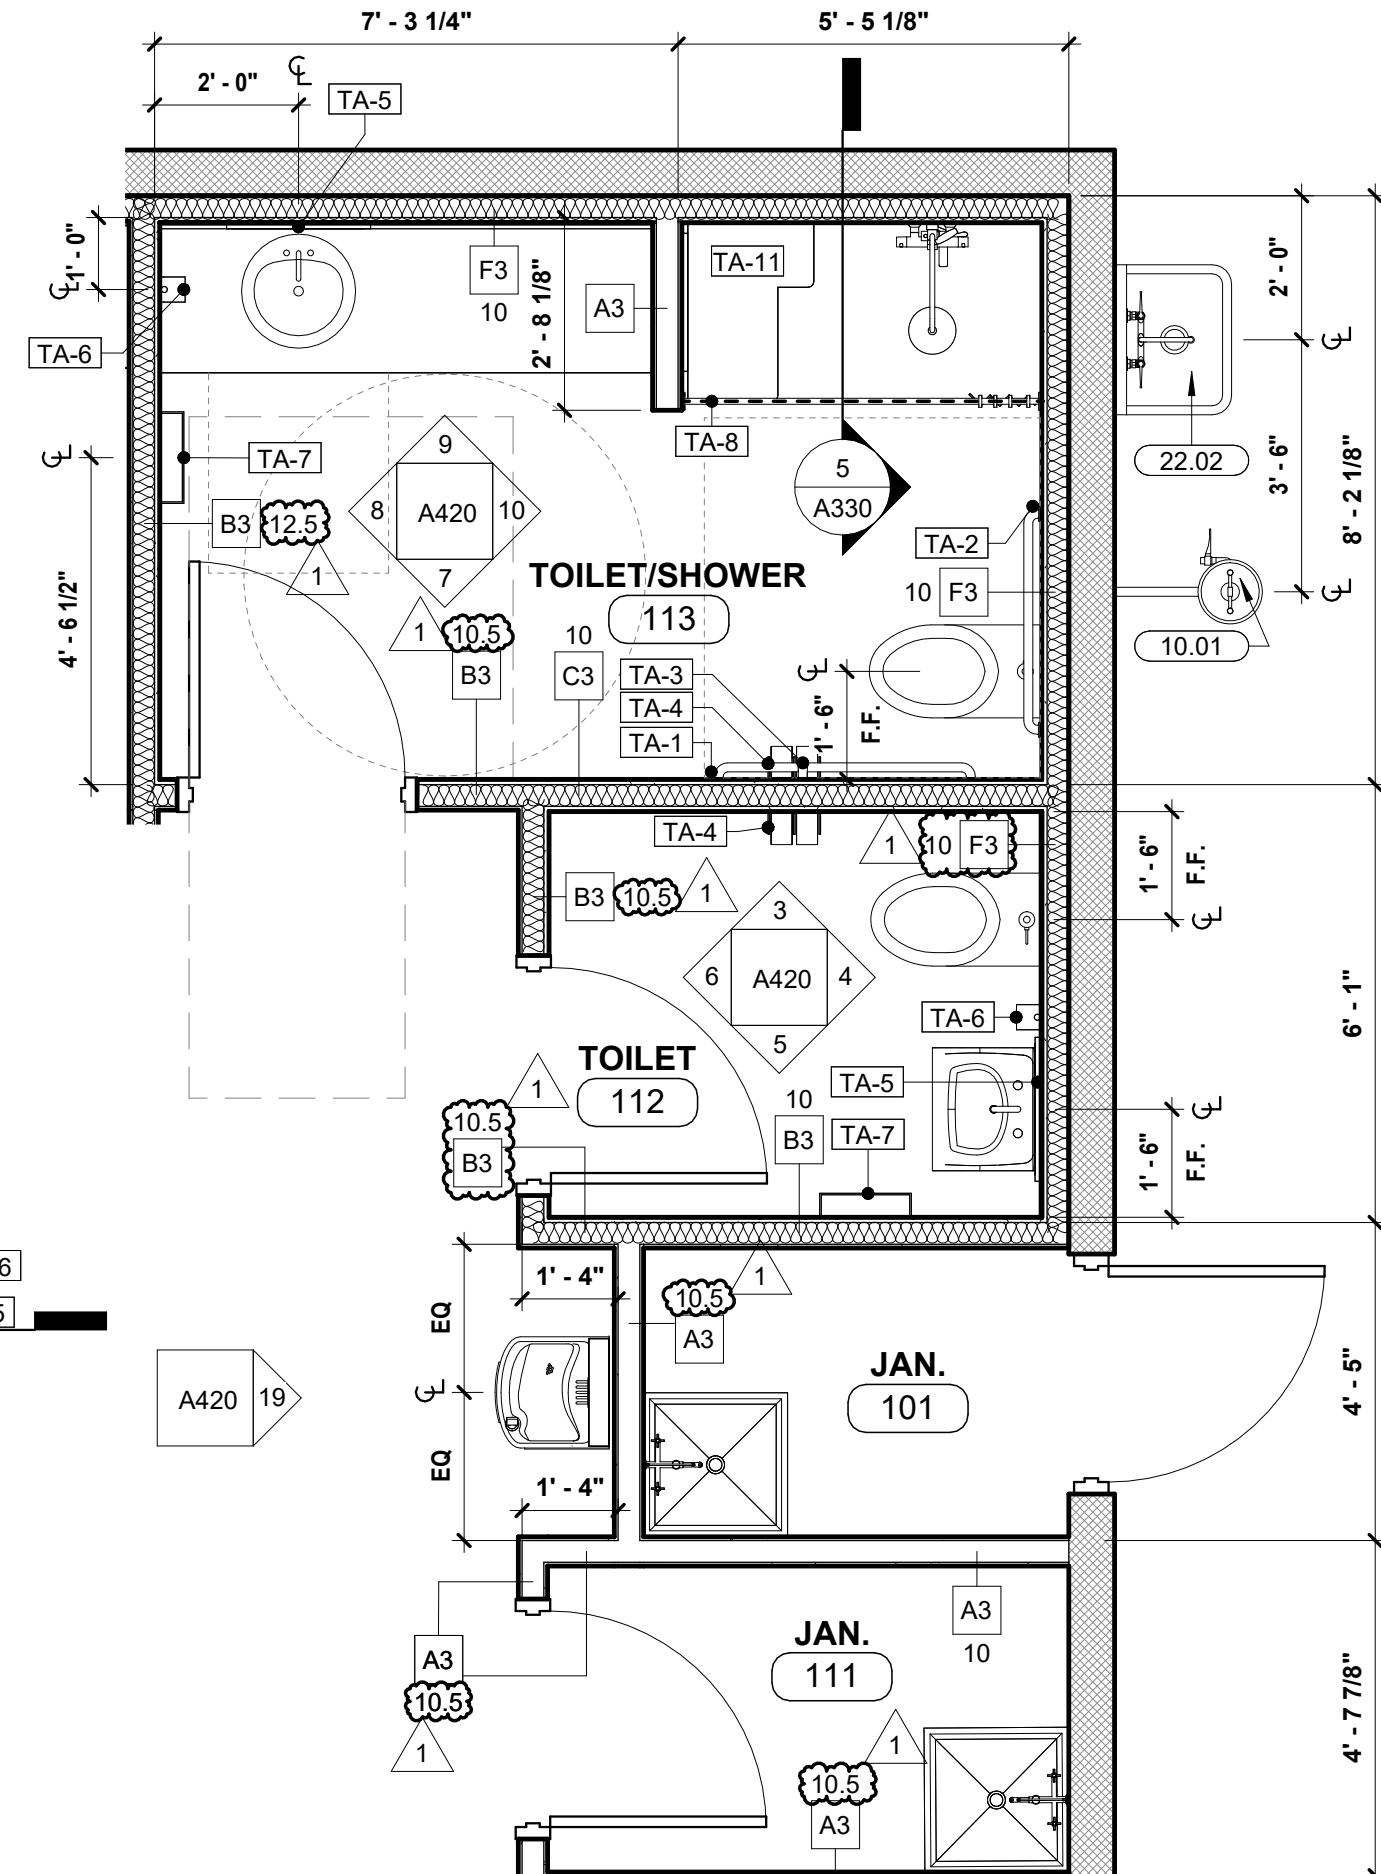 7' - 3 1/4"
5' - 5 1/8"
2' - 0"
℄
TA-5
1' - 0"
℄
TA-6
F3
10
2' - 8 1/8"
A3
TA-11
2' - 0"
℄
8' - 2 1/8"
3' - 6"
22.02
℄
10.01
TA-8
℄
TA-7
9
8
A420
10
7
5
A330
B3
12.5
1
TA-2
10
F3
4' - 6 1/2"
TOILET/SHOWER
113
1
10.5
B3
10
C3
TA-3
TA-4
TA-1
℄
1' - 6"
F.F.
TA-4
1
10
F3
1' - 6"
F.F.
℄
B3
10.5
1
3
6
A420
4
5
6' - 1"
TA-6
TOILET
112
1
10.5
B3
TA-5
10
B3
TA-7
℄
1' - 6"
F.F.
6
5
A420
19
1' - 4"
EQ
℄
EQ
1' - 4"
1
10.5
A3
JAN.
101
4' - 5"
A3
10.5
1
A3
10
JAN.
111
4' - 7 7/8"
1
10.5
A3